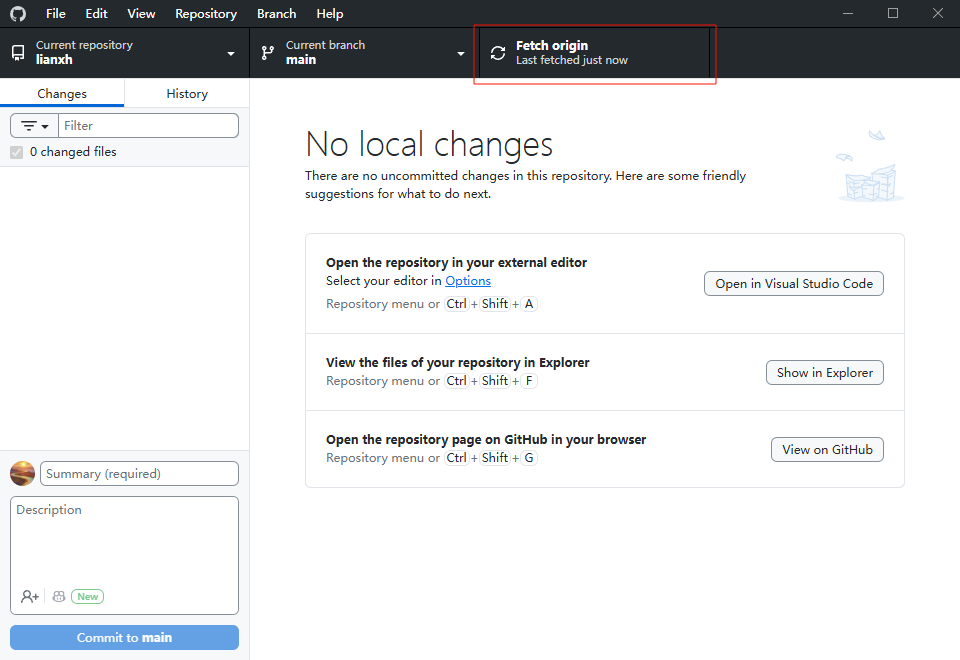 File Edit View Repository Branch Help
Current repository
lianxh
Current branch
main
Fetch origin
Last fetched just now
Changes History
Filter
0 changed files
No local changes
There are no uncommitted changes in this repository. Here are some friendly
suggestions for what to do next.
Open the repository in your external editor
Select your editor in Options
Repository menu or Ctrl + Shift + A
Open in Visual Studio Code
View the files of your repository in Explorer
Repository menu or Ctrl + Shift + F
Show in Explorer
Open the repository page on GitHub in your browser
Repository menu or Ctrl + Shift + G
View on GitHub
Summary (required)
Description
New
Commit to main